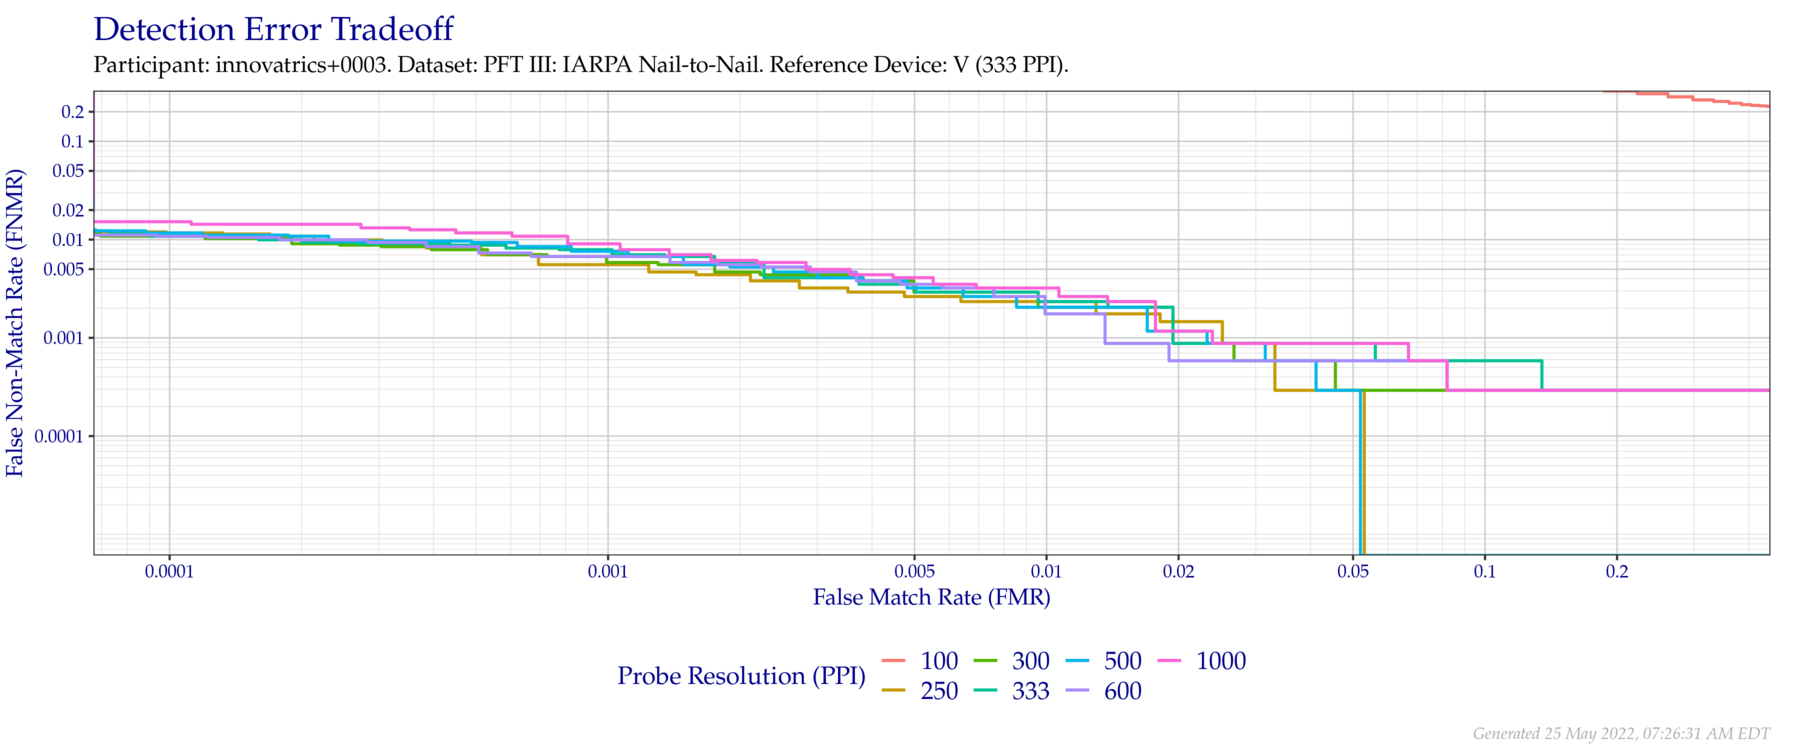 Detection Error Tradeoff
Participant: innovatrics+0003. Dataset: PFT III: IARPA Nail-to-Nail. Reference Device: V (333 PPI).
False Non-Match Rate (FNMR)
0.2
0.1
0.05
0.02
0.01
0.005
0.001
0.0001
0.0001 0.001 0.005 0.01 0.02 0.05 0.1 0.2
False Match Rate (FMR)
Probe Resolution (PPI)
100 300 500 1000
250 333 600
Generated 25 May 2022, 07:26:31 AM EDT